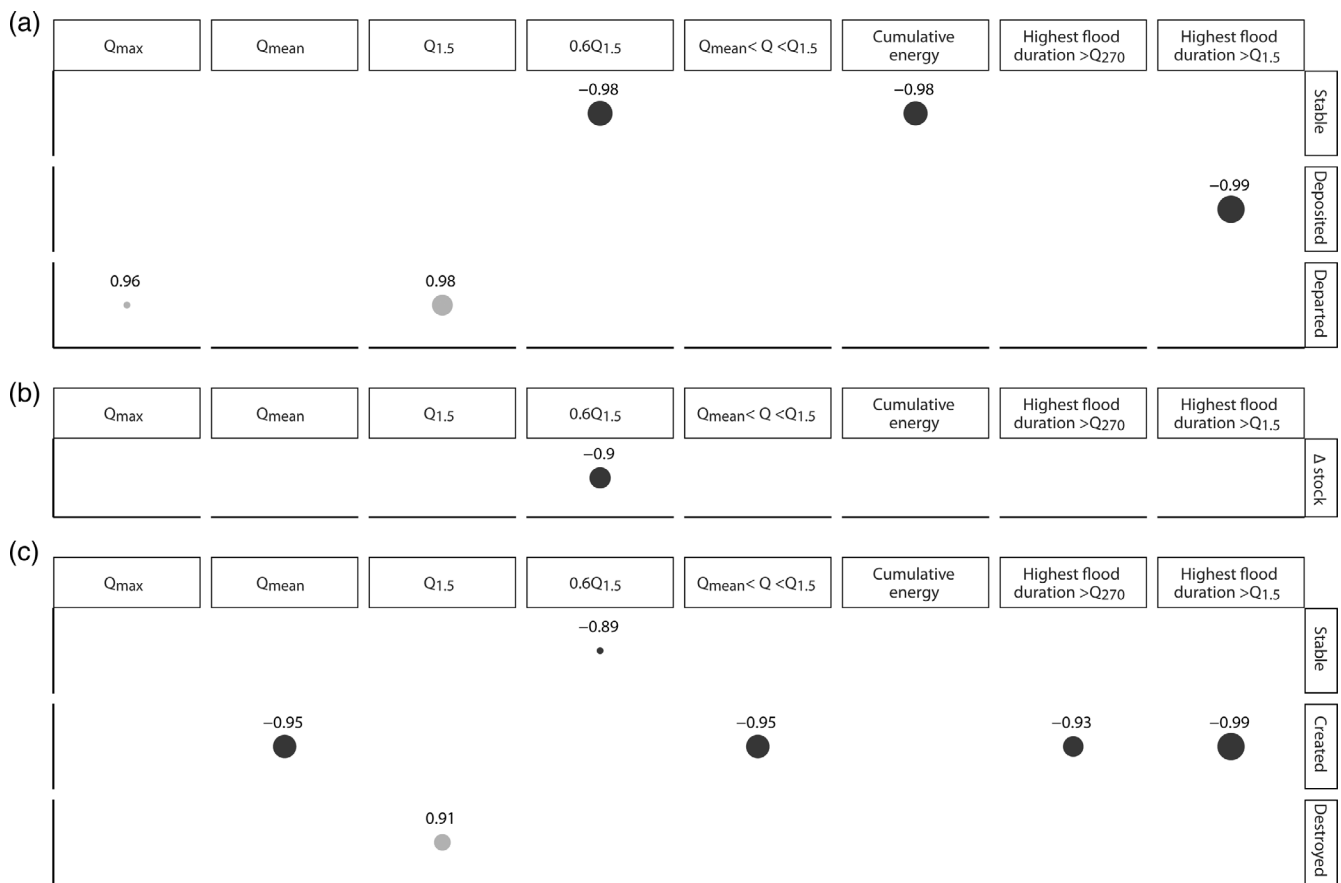 (a)
Qmax
Qmean
Q1.5
0.6Q1.5
Qmean< Q <Q1.5
Cumulative
energy
Highest flood
duration >Q270
Highest flood
duration >Q1.5
−0.98
−0.98
Stable
−0.99
Deposited
0.96
0.98
Departed
(b)
Qmax
Qmean
Q1.5
0.6Q1.5
Qmean< Q <Q1.5
Cumulative
energy
Highest flood
duration >Q270
Highest flood
duration >Q1.5
−0.9
Δ stock
(c)
Qmax
Qmean
Q1.5
0.6Q1.5
Qmean< Q <Q1.5
Cumulative
energy
Highest flood
duration >Q270
Highest flood
duration >Q1.5
−0.89
Stable
−0.95
−0.95
−0.93
−0.99
Created
0.91
Destroyed